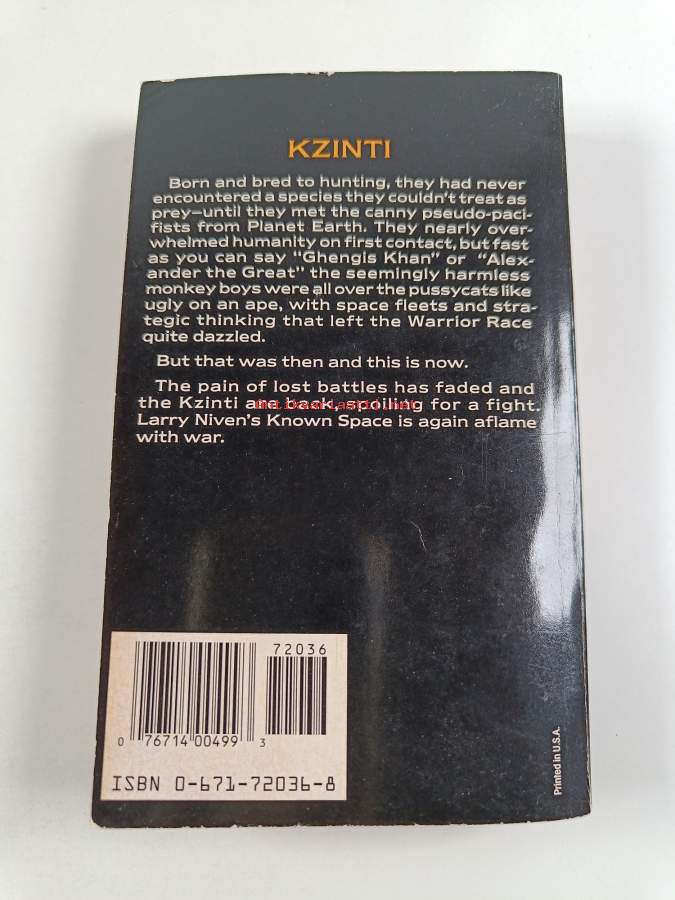 KZINTI
Born and bred to hunting, they had never
encountered a species they couldn't treat as
prey—until they met the canny pseudo-paci-
fists from Planet Earth. They nearly over-
whelmed humanity on first contact, but fast
as you can say "Ghengis Khan" or "Alex-
ander the Great" the seemingly harmless
monkey boys were all over the pussycats like
ugly on an ape, with space fleets and stra-
tegic thinking that left the Warrior Race
quite dazzled.
But that was then and this is now.
The pain of lost battles has faded and
the Kzinti are back, spoiling for a fight.
Larry Niven's Known Space is again aflame
with war.
72036
0 76714 00499 3
ISBN 0-671-72036-8
Printed in U.S.A.